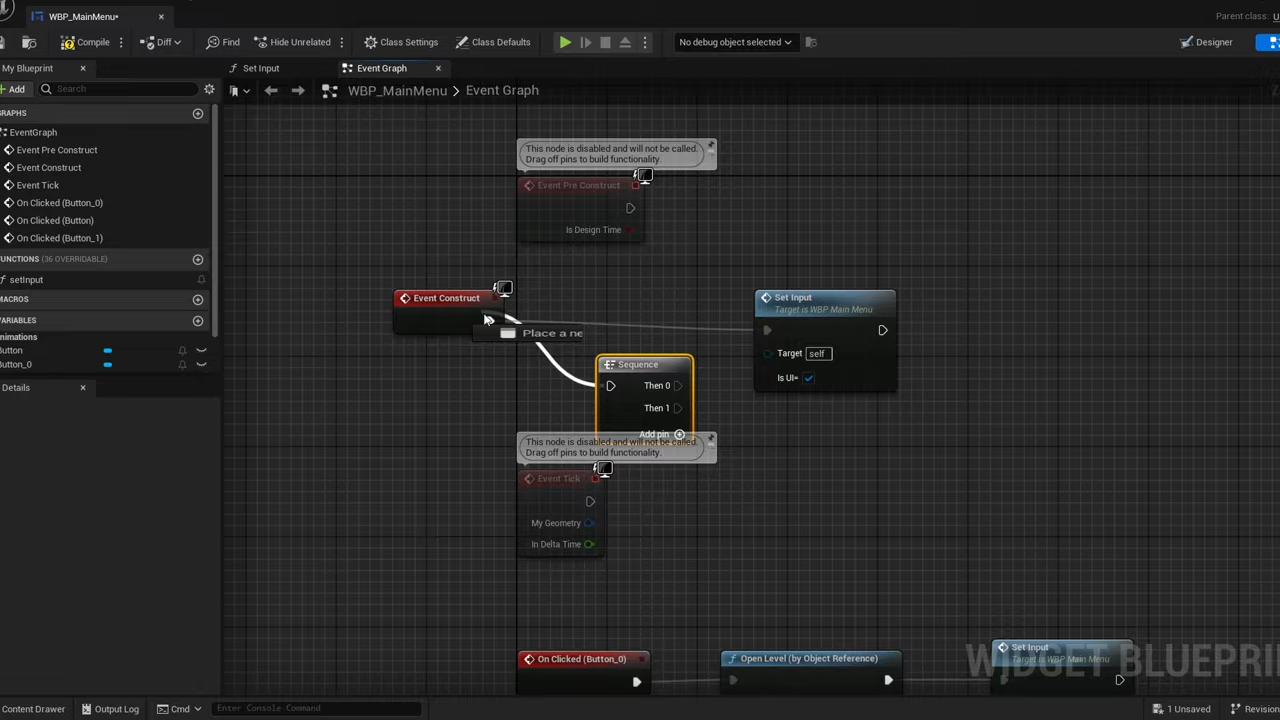 WBP_MainMenu*
Parent class:
Compile
Diff
Find
Hide Unrelated
Class Settings
Class Defaults
No debug object selected
Designer
My Blueprint
Set Input
Event Graph
Add
Search
WBP_MainMenu > Event Graph
GRAPHS
EventGraph
Event Pre Construct
Event Construct
Event Tick
On Clicked (Button_0)
On Clicked (Button)
On Clicked (Button_1)
FUNCTIONS (36 OVERRIDABLE)
setInput
MACROS
VARIABLES
Animations
Button
Button_0
Details
This node is disabled and will not be called.
Drag off pins to build functionality.
Event Pre Construct
Is Design Time
Event Construct
Place a ne
Set Input
Target is WBP Main Menu
Target self
Is UI=
Sequence
Then 0
Then 1
Add pin
This node is disabled and will not be called.
Drag off pins to build functionality.
Event Tick
My Geometry
In Delta Time
On Clicked (Button_0)
Open Level (by Object Reference)
Set Input
Target is WBP Main Menu
WIDGET BLUEPRIN
Content Drawer
Output Log
Cmd
Enter Console Command
1 Unsaved
Revision